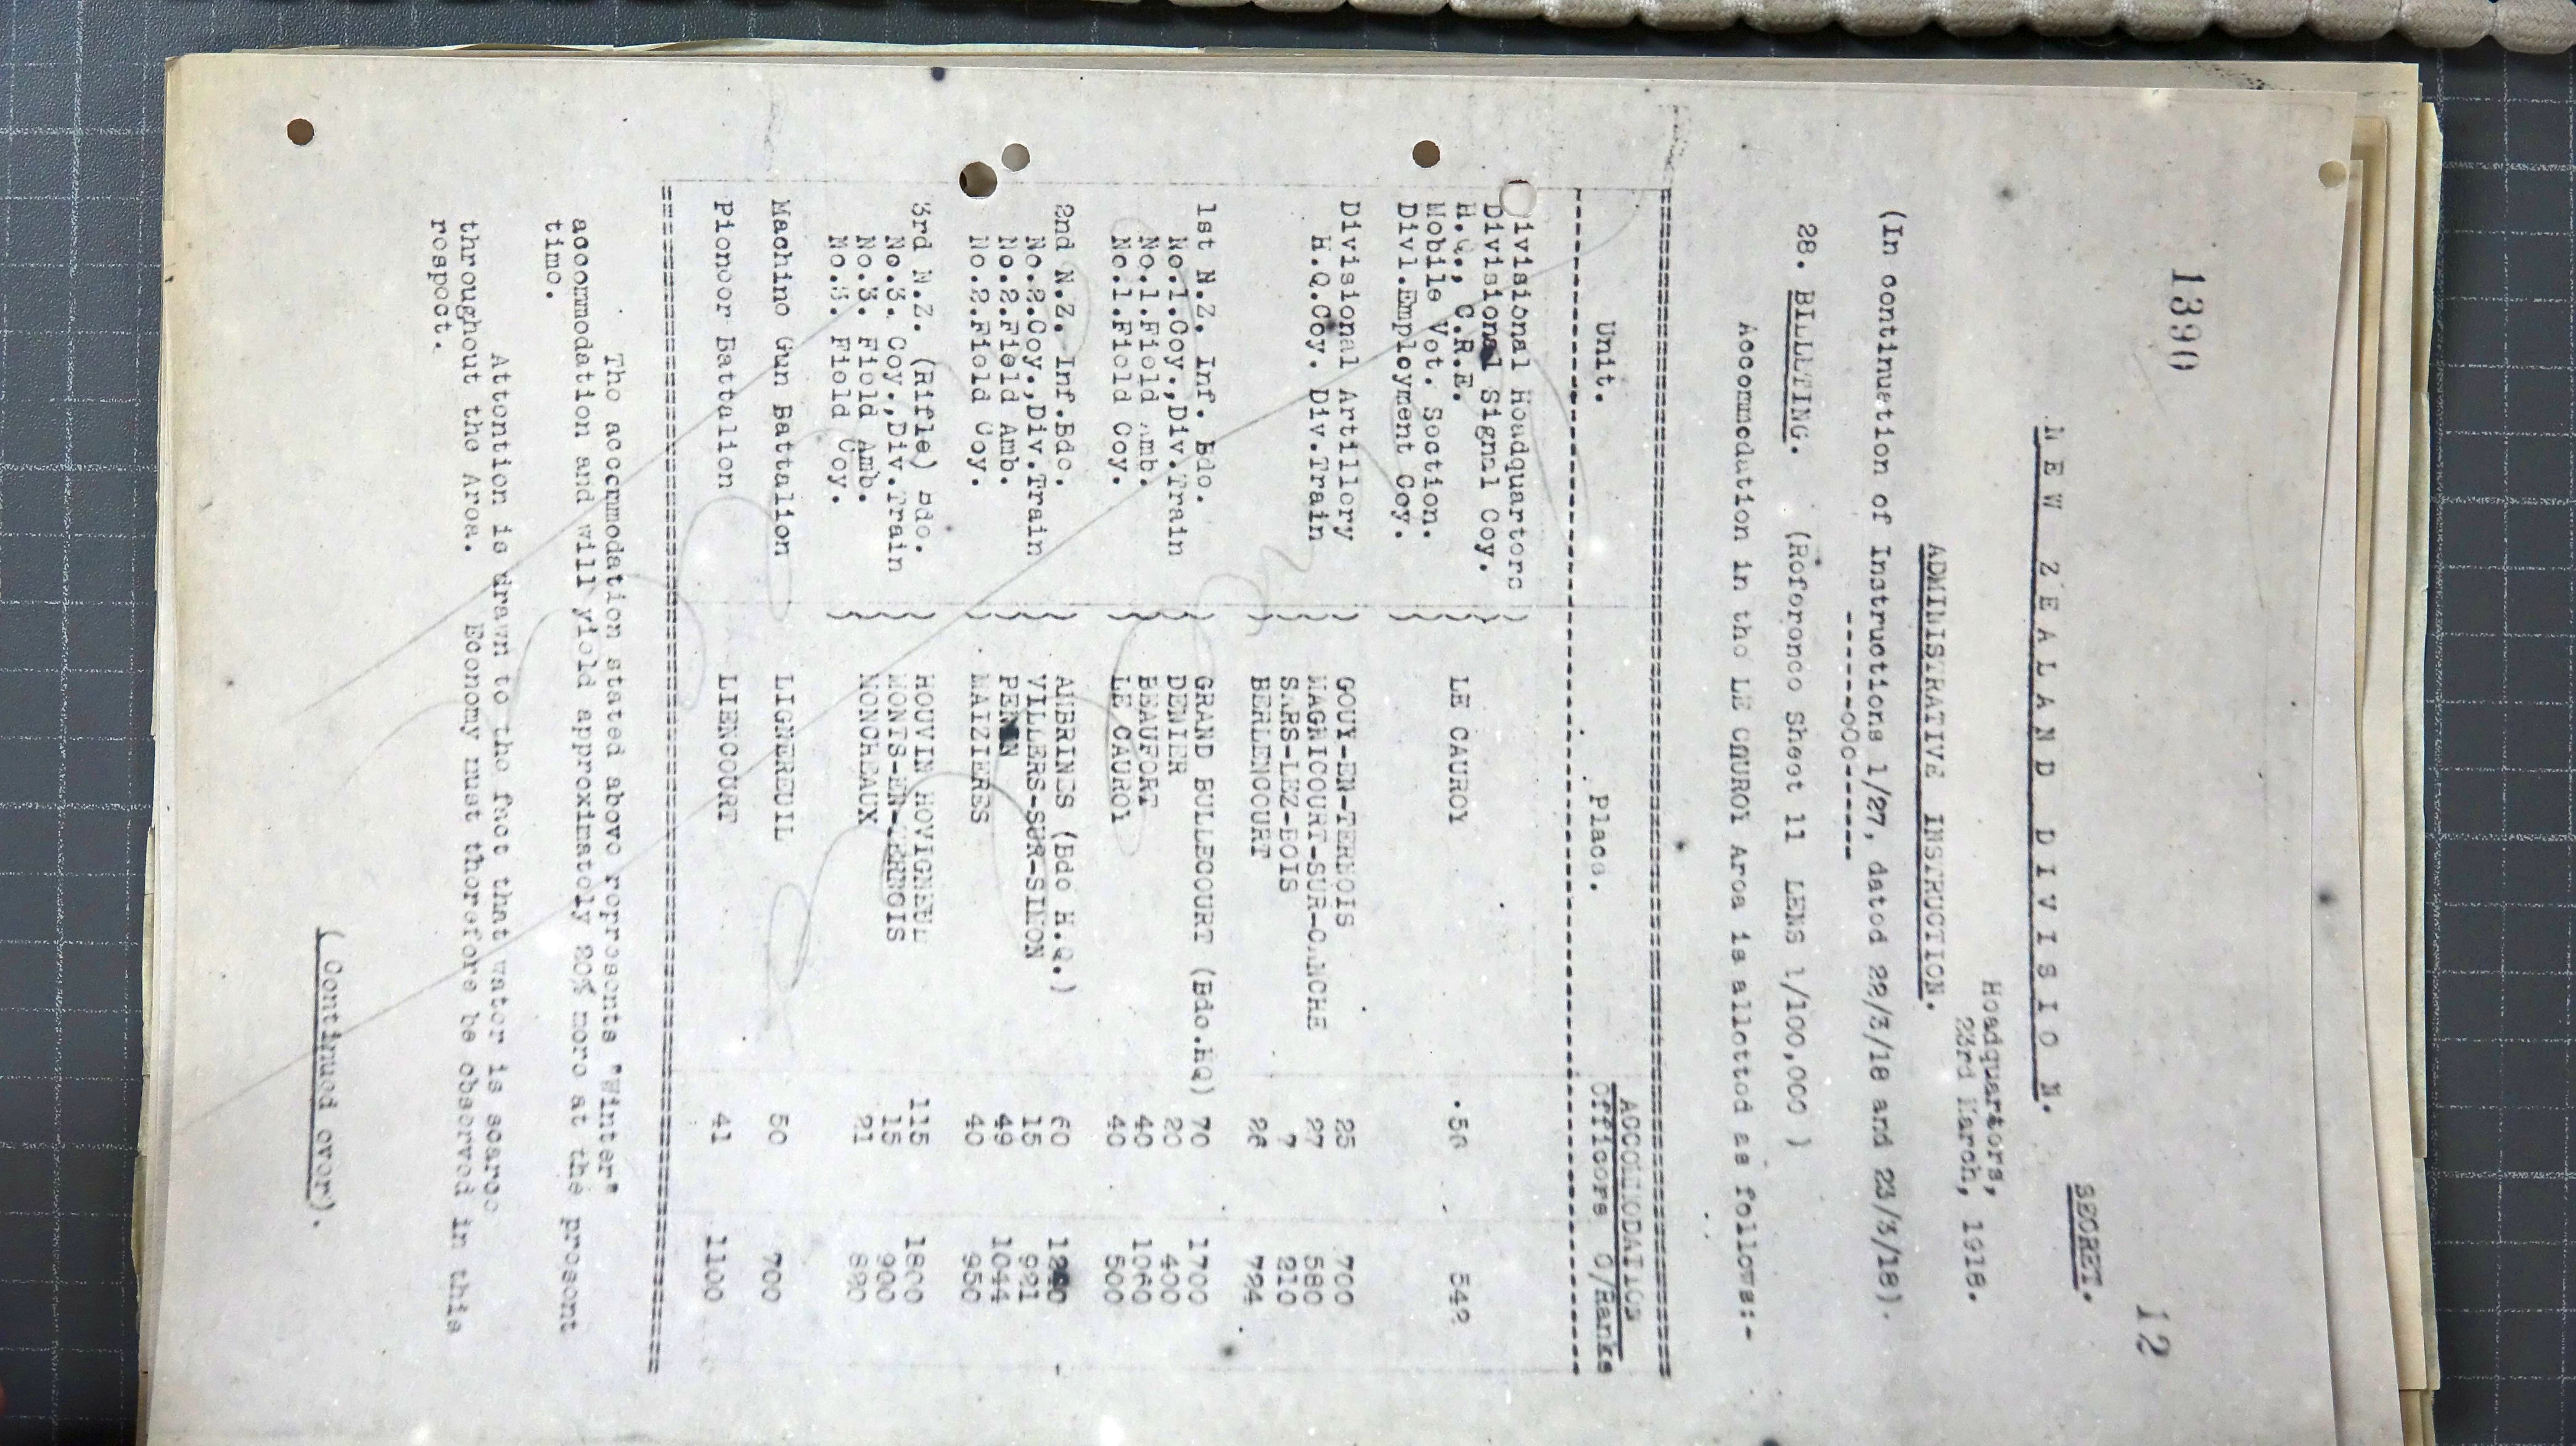 1390
12
SECRET.
NEW ZEALAND DIVISION.
Headquarters,
23rd March, 1918.
ADMINISTRATIVE INSTRUCTION.
(In continuation of Instructions 1/27, dated 22/3/18 and 23/3/18).
------o0o------
28. BILLETING. (Reference Sheet 11 LENS 1/100,000 )
Accommodation in the LE CAUROY Area is allotted as follows:-
ACCOMMODATION
Unit. Place. Officers O/Ranks
Divisional Headquarters )
Divisional Signal Coy. )
H.Q., C.R.E. ) LE CAUROY 56 542
Mobile Vet. Section. )
Divl.Employment Coy. )
Divisional Artillery ) GOUY-EN-TERNOIS 25 700
H.Q.Coy. Div.Train ) MAGNICOURT-SUR-CANCHE 27 580
) SARS-LEZ-BOIS 7 210
) BERLENCOURT 26 724
1st N.Z. Inf. Bde. ) GRAND BULLECOURT (Bde.HQ) 70 1700
No.1.Coy.,Div.Train ) DENIER 20 400
No.1.Field Amb. ) BEAUFORT 40 1060
No.1.Field Coy. ) LE CAUROY 40 500
2nd N.Z. Inf.Bde. ) AMBRINES (Bde H.Q.) 60
No.2.Coy.,Div.Train ) VILLERS-SUR-SIMON 15 921
No.2.Field Amb. ) PENIN 49 1044
No.2.Field Coy. ) MAIZIERES 40 950
3rd N.Z. (Rifle) Bde. ) HOUVIN HOVIGNEUL 115 1800
No.3. Coy.,Div.Train ) MONTS-EN-TERNOIS 15 900
No.3. Field Amb. ) MONCHEAUX 21 820
No.3. Field Coy. )
Machine Gun Battalion LIGNEREUIL 50 700
Pioneer Battalion LIENCOURT 41 1100
The accommodation stated above represents "Winter"
accommodation and will yield approximately 20% more at the present
time.
Attention is drawn to the fact that water is scarce
throughout the Area. Economy must therefore be observed in this
respect.
( Continued over).